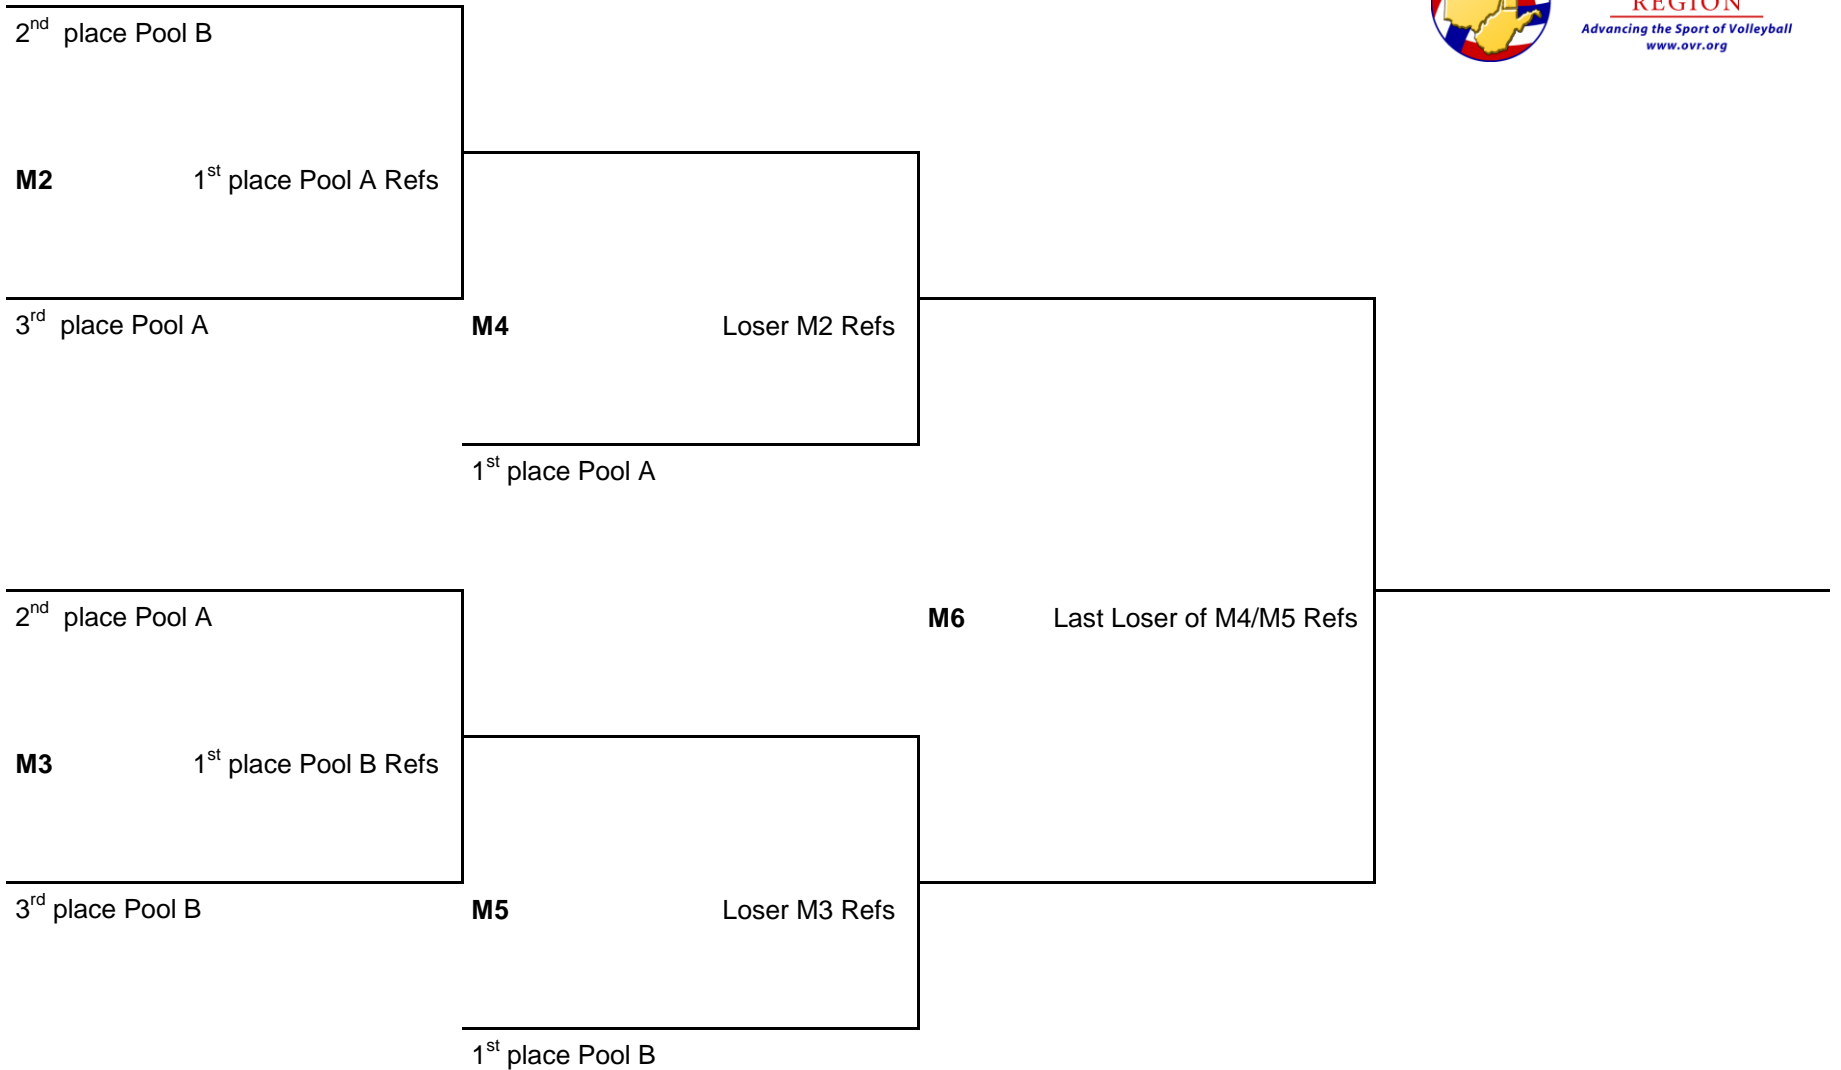 REGION
Advancing the Sport of Volleyball
www.ovr.org
2nd place Pool B
M2 1st place Pool A Refs
3rd place Pool A
M4 Loser M2 Refs
1st place Pool A
2nd place Pool A
M6 Last Loser of M4/M5 Refs
M3 1st place Pool B Refs
3rd place Pool B
M5 Loser M3 Refs
1st place Pool B